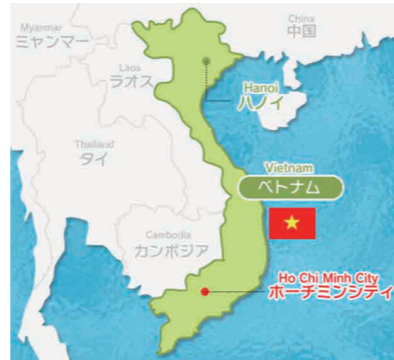 Myanmar
ミャンマー
China
中国
Laos
ラオス
Hanoi
ハノイ
Thailand
タイ
Vietnam
ベトナム
Cambodia
カンボジア
Ho Chi Minh City
ホーチミンシティ